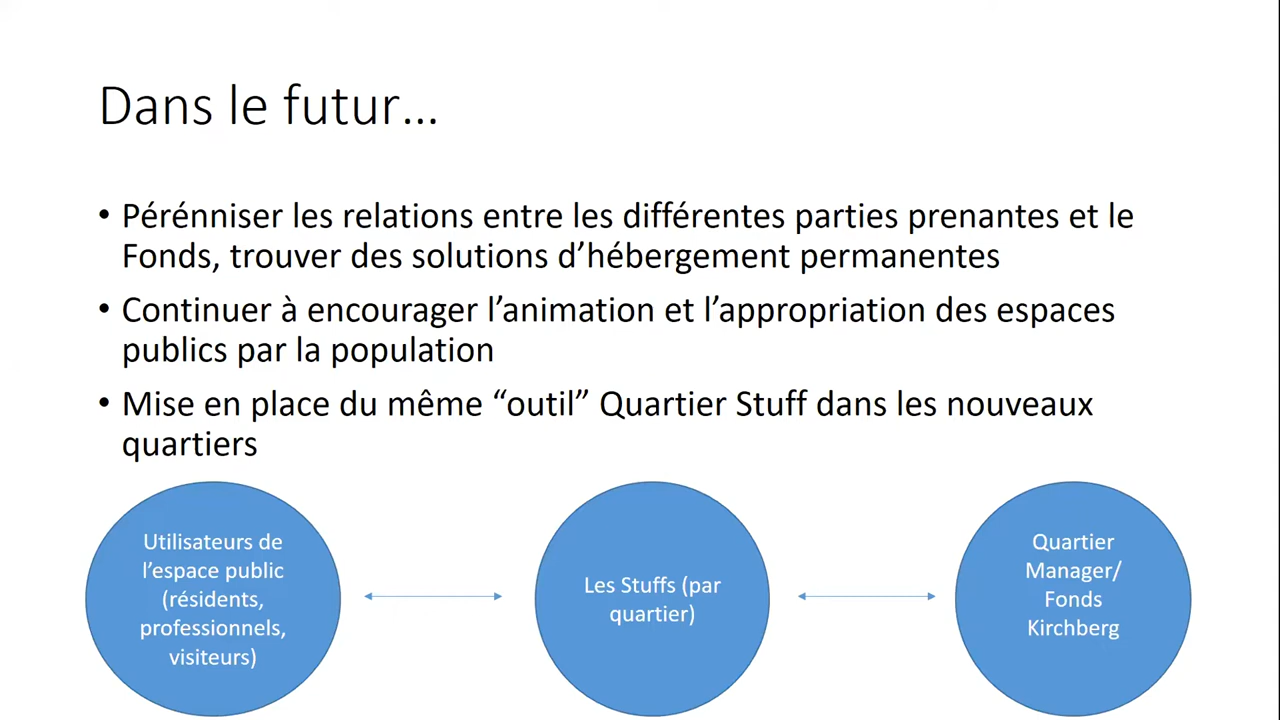 Dans le futur…
• Pérénniser les relations entre les différentes parties prenantes et le
Fonds, trouver des solutions d’hébergement permanentes
• Continuer à encourager l’animation et l’appropriation des espaces
publics par la population
• Mise en place du même “outil” Quartier Stuff dans les nouveaux
quartiers
Utilisateurs de
l’espace public
(résidents,
professionnels,
visiteurs)
Les Stuffs (par
quartier)
Quartier
Manager/
Fonds
Kirchberg